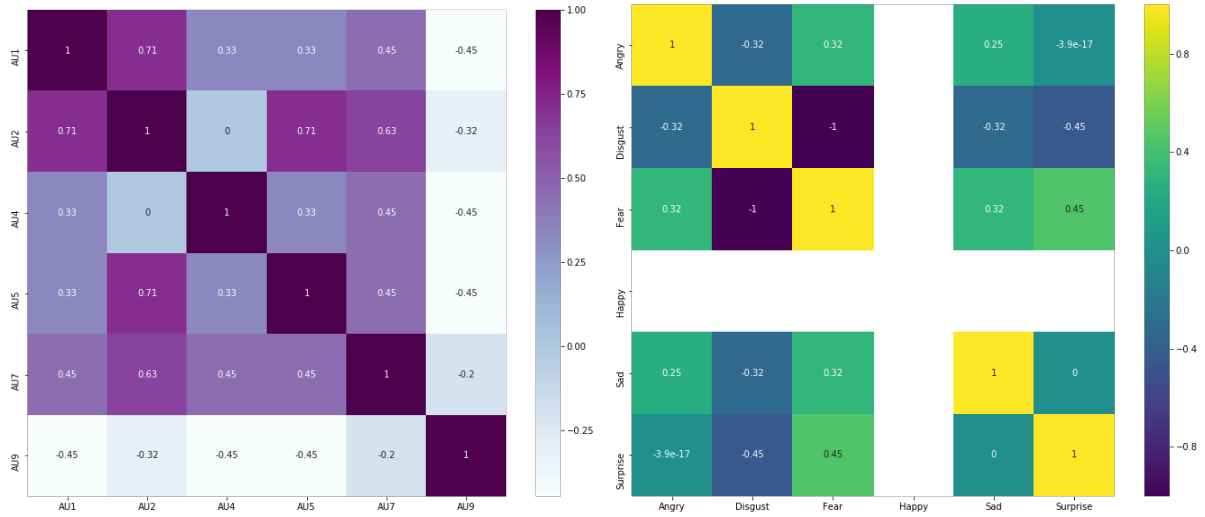 AU1 1 0.71 0.33 0.33 0.45 -0.45
AU2 0.71 1 0 0.71 0.63 -0.32
AU4 0.33 0 1 0.33 0.45 -0.45
AU5 0.33 0.71 0.33 1 0.45 -0.45
AU7 0.45 0.63 0.45 0.45 1 -0.2
AU9 -0.45 -0.32 -0.45 -0.45 -0.2 1
AU1 AU2 AU4 AU5 AU7 AU9
1.00
0.75
0.50
0.25
0.00
−0.25
Angry 1 -0.32 0.32 0.25 -3.9e-17
Disgust -0.32 1 -1 -0.32 -0.45
Fear 0.32 -1 1 0.32 0.45
Happy
Sad 0.25 -0.32 0.32 1 0
Surprise -3.9e-17 -0.45 0.45 0 1
Angry Disgust Fear Happy Sad Surprise
0.8
0.4
0.0
−0.4
−0.8